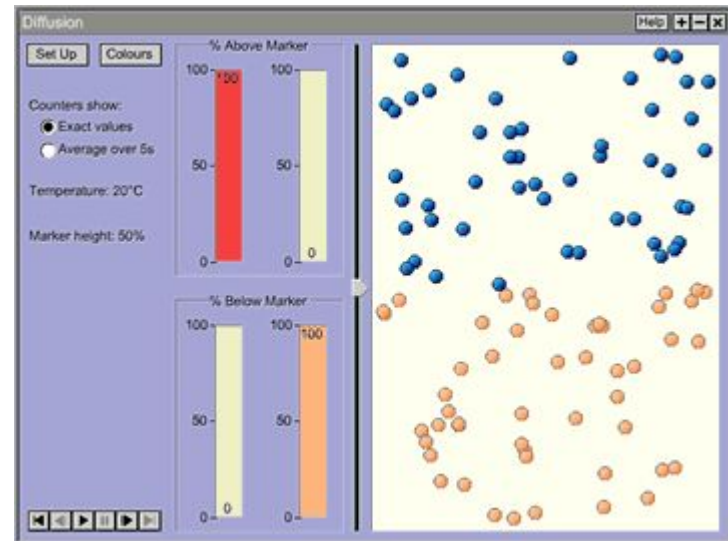 Diffusion
Help
Set Up
Colours
Counters show:
Exact values
Average over 5s
Temperature: 20°C
Marker height: 50%
% Above Marker
100
100
100
50
50
0
0
0
% Below Marker
100
100
100
50
50
0
0
0